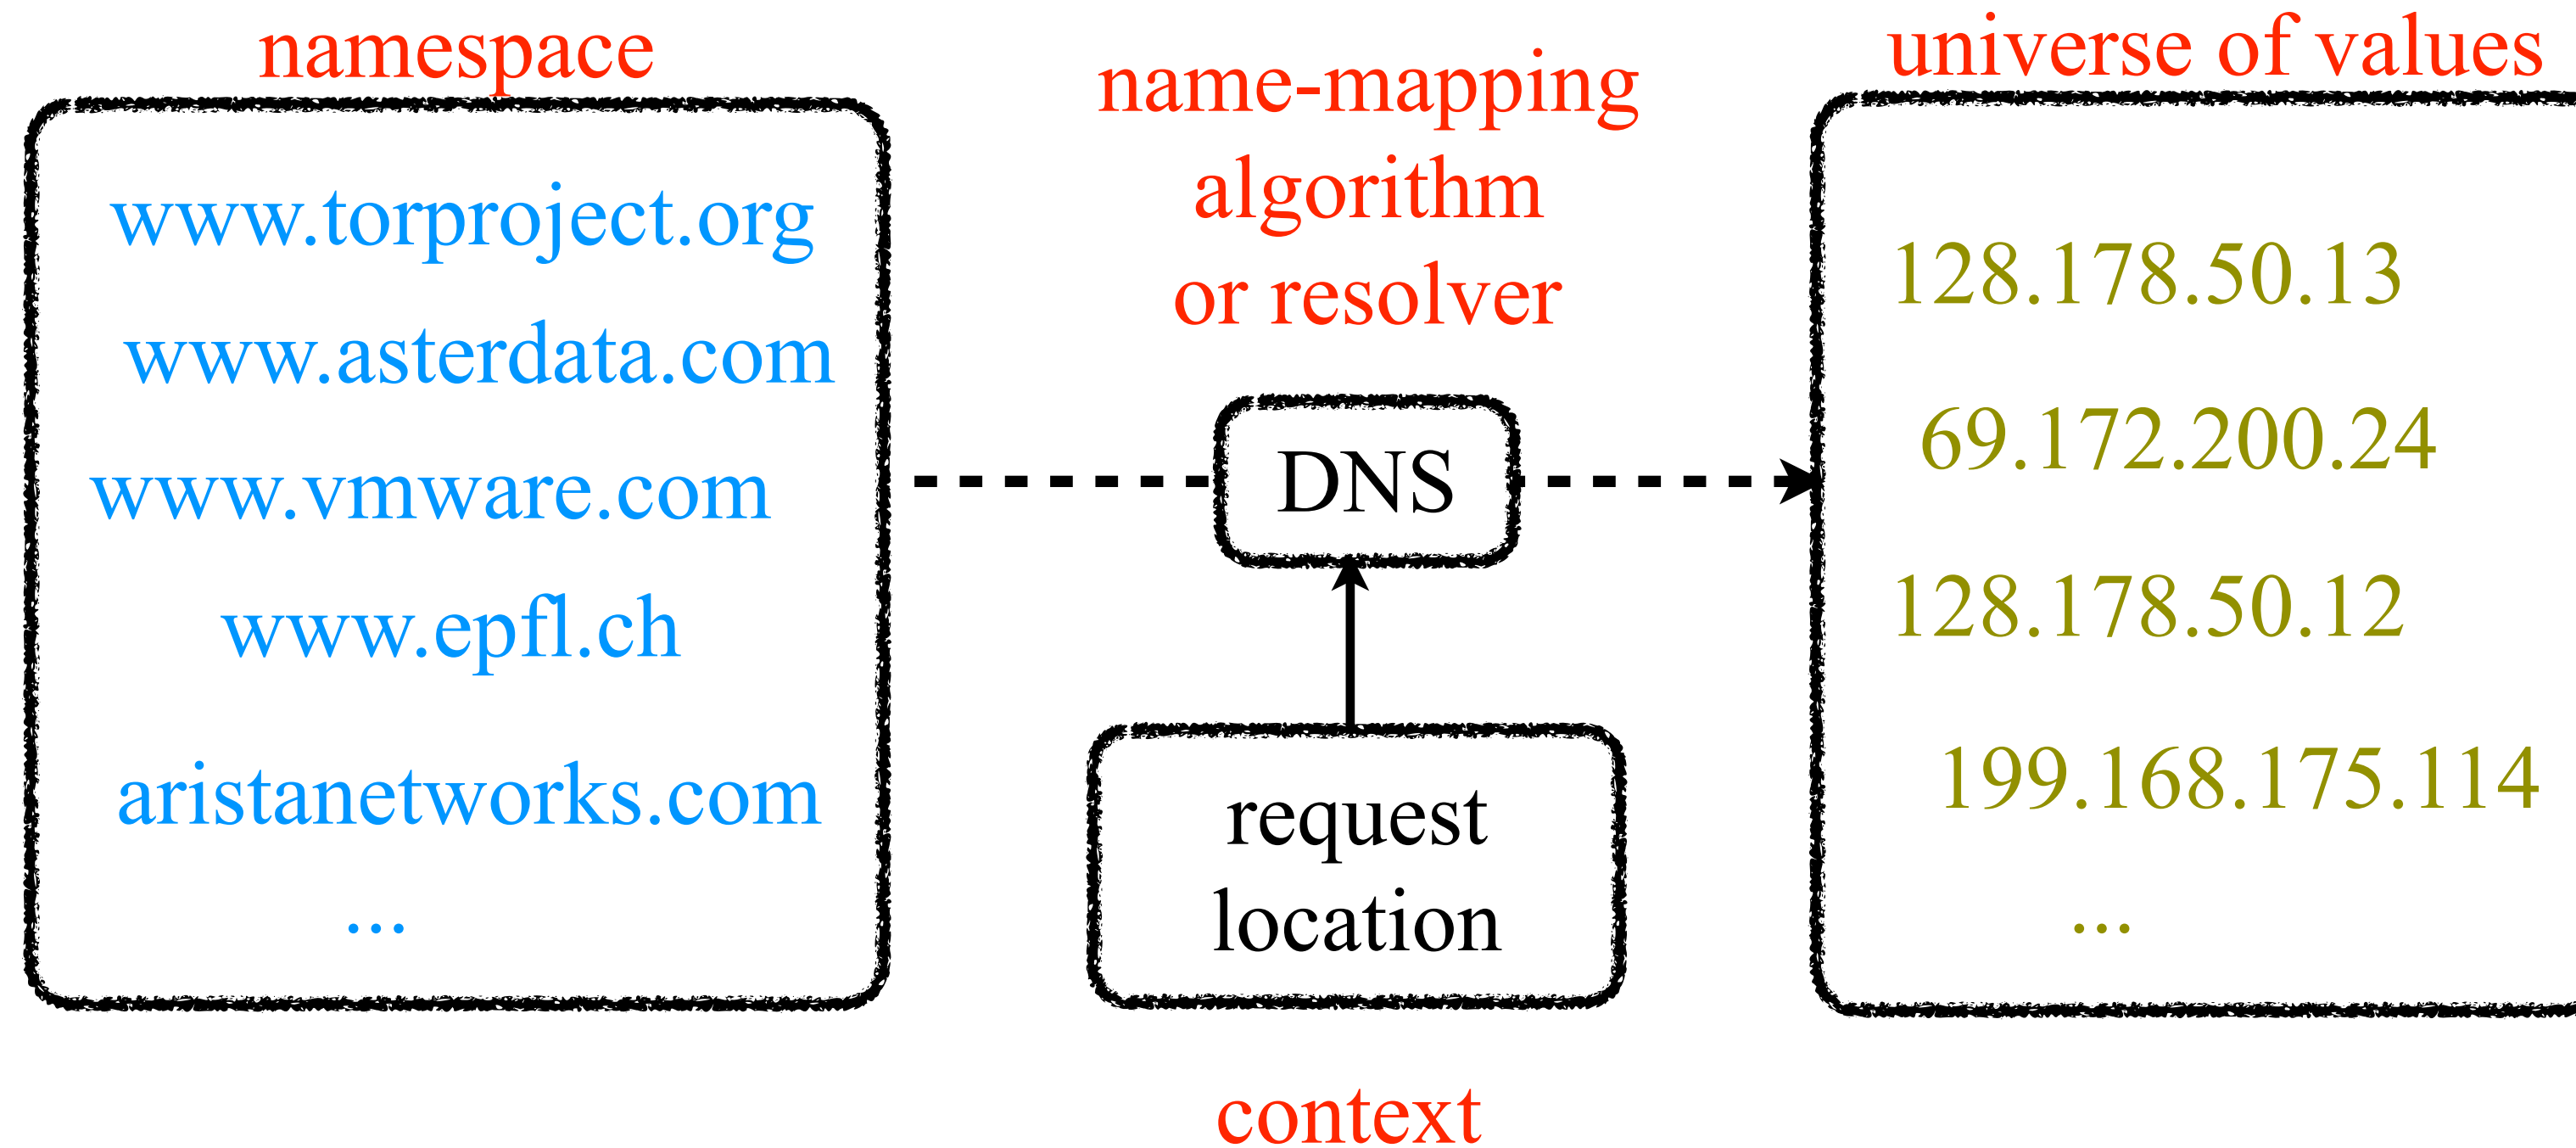 namespace
www.torproject.org
www.asterdata.com
www.vmware.com
www.epfl.ch
aristanetworks.com
...
name-mapping
algorithm
or resolver
DNS
request
location
context
universe of values
128.178.50.13
69.172.200.24
128.178.50.12
199.168.175.114
...